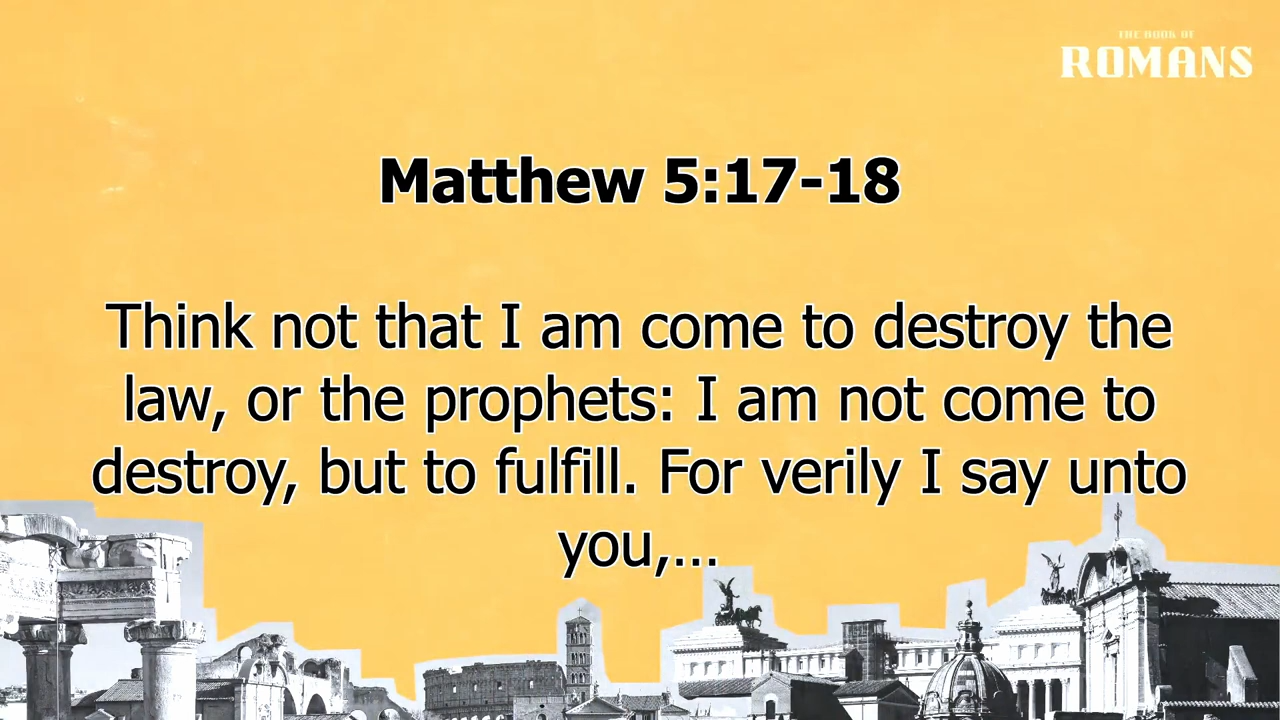 THE BOOK OF
ROMANS
Matthew 5:17-18
Think not that I am come to destroy the
law, or the prophets: I am not come to
destroy, but to fulfill. For verily I say unto
you,...